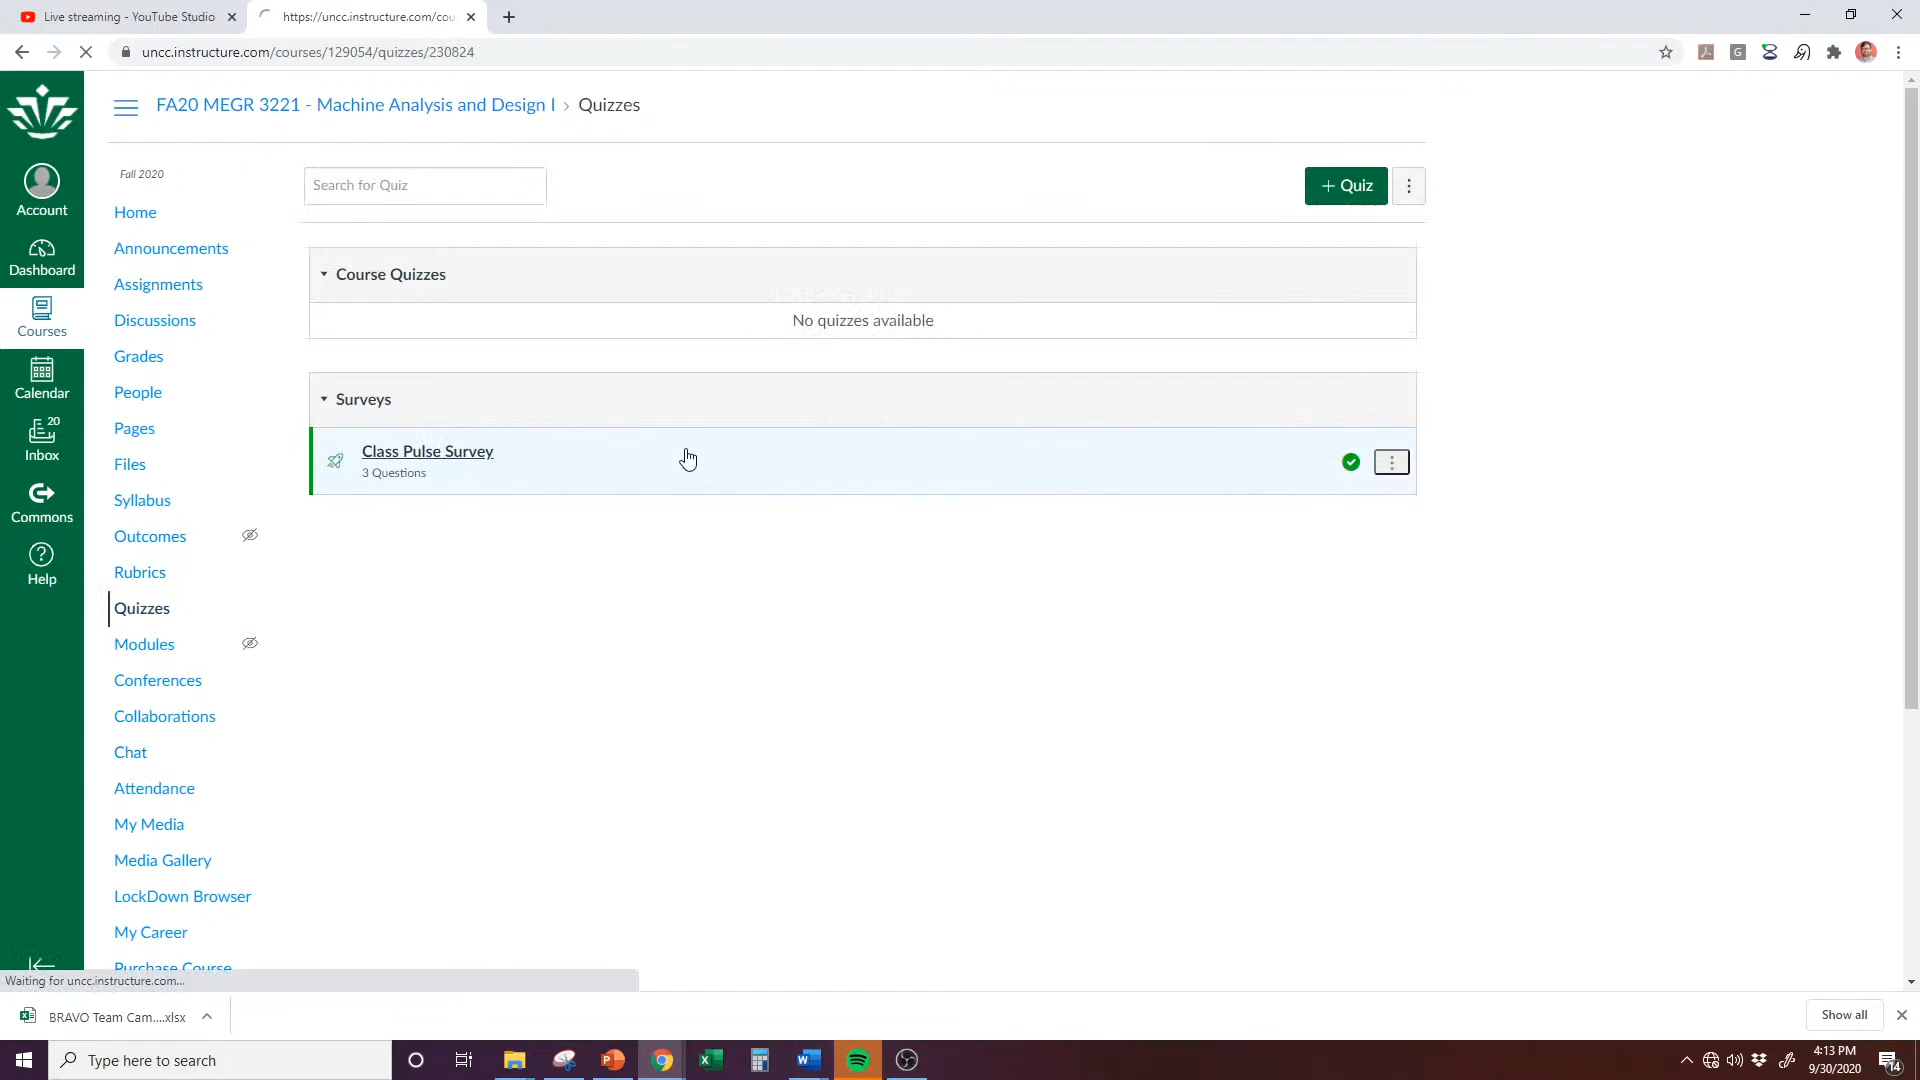 Live streaming - YouTube Studio
https://uncc.instructure.com/cou
uncc.instructure.com/courses/129054/quizzes/230824
FA20 MEGR 3221 - Machine Analysis and Design I › Quizzes
Account
Dashboard
Courses
Calendar
20
Inbox
Commons
Help
Fall 2020
Home
Announcements
Assignments
Discussions
Grades
People
Pages
Files
Syllabus
Outcomes
Rubrics
Quizzes
Modules
Conferences
Collaborations
Chat
Attendance
My Media
Media Gallery
LockDown Browser
My Career
Purchase Course
Search for Quiz
+ Quiz
Course Quizzes
No quizzes available
Surveys
Class Pulse Survey
3 Questions
Waiting for uncc.instructure.com...
BRAVO Team Cam....xlsx
Show all
Type here to search
4:13 PM
9/30/2020
14